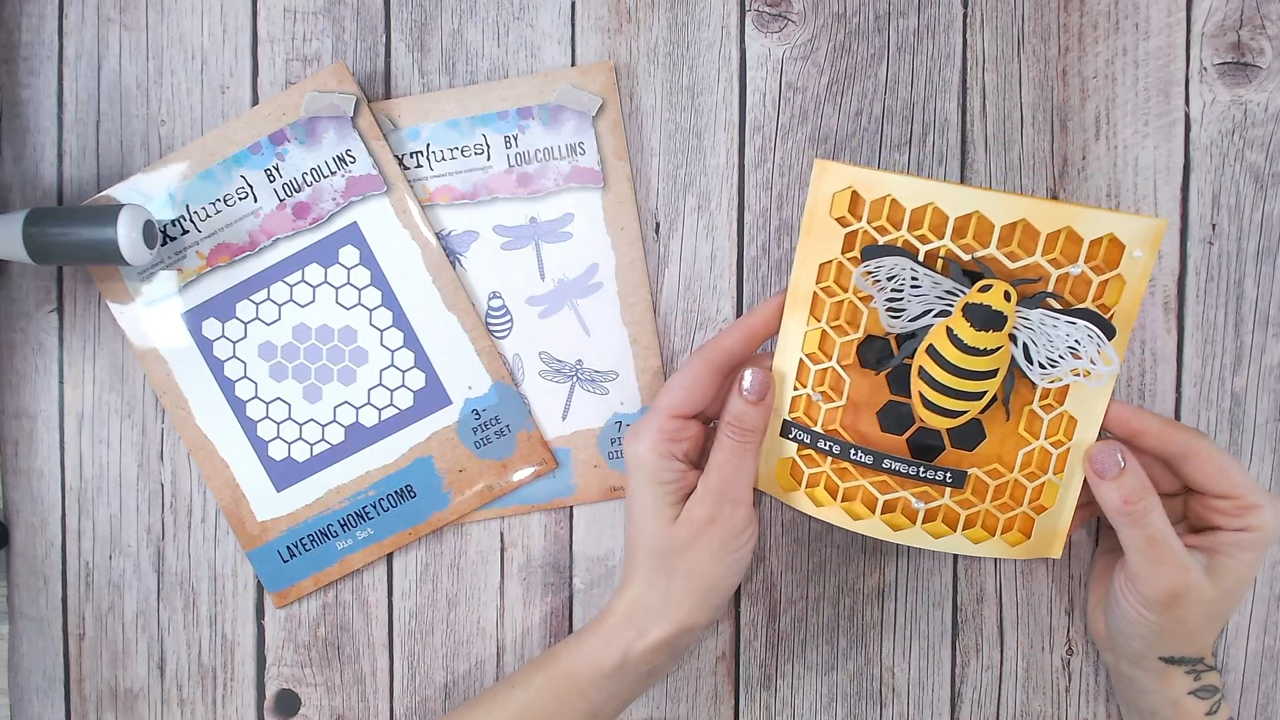 XT{ures} BY
LOU COLLINS
3-
PIECE
DIE SET
LAYERING HONEYCOMB
Die Set
XT{ures} BY
LOU COLLINS
7-
you are the sweetest